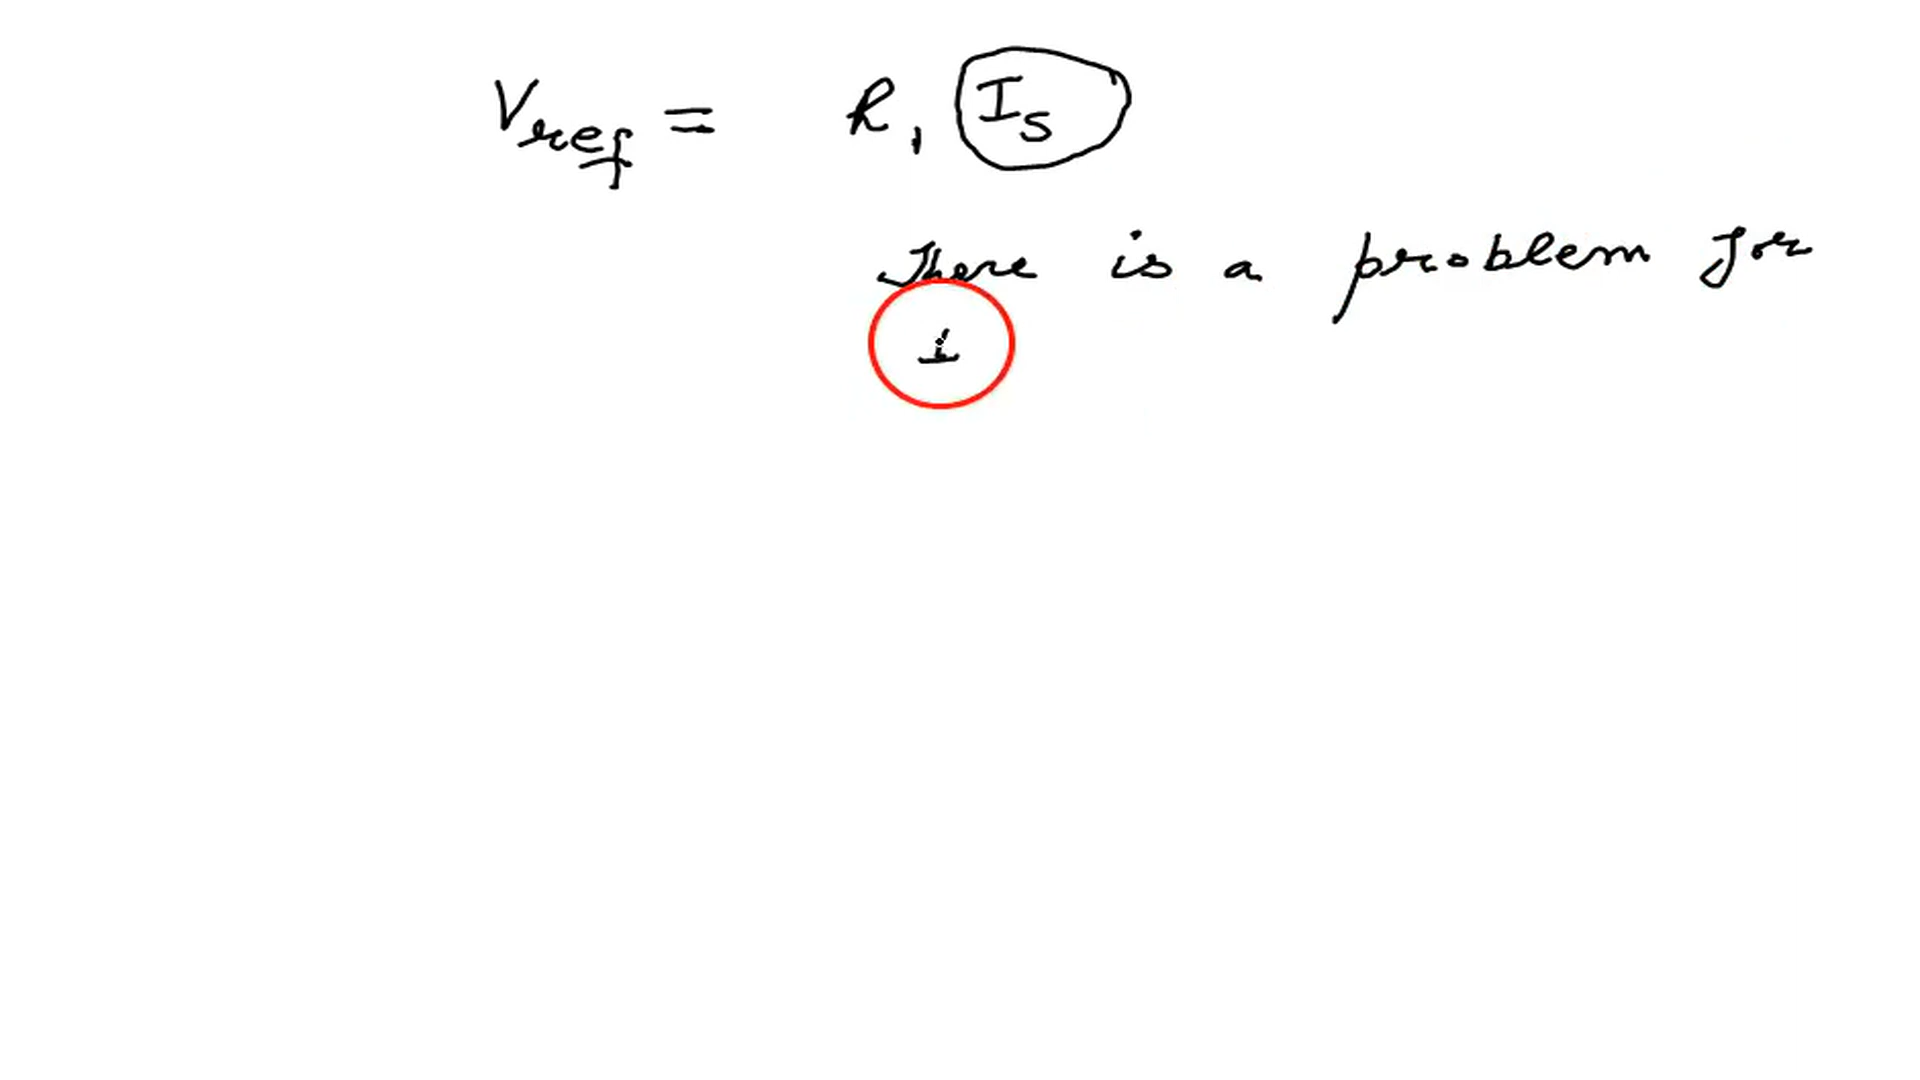 Vref = R1 Is
There is a problem for
I